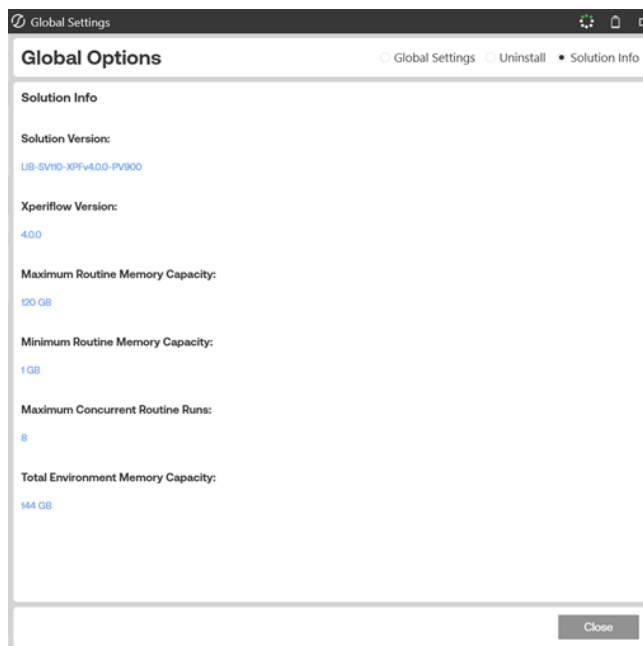 Global Settings
Global Options
Global Settings
Uninstall
Solution Info
Solution Info
Solution Version:
LIB-SV110-XPFv4.0.0-PV900
Xperiflow Version:
4.0.0
Maximum Routine Memory Capacity:
120 GB
Minimum Routine Memory Capacity:
1 GB
Maximum Concurrent Routine Runs:
8
Total Environment Memory Capacity:
144 GB
Close